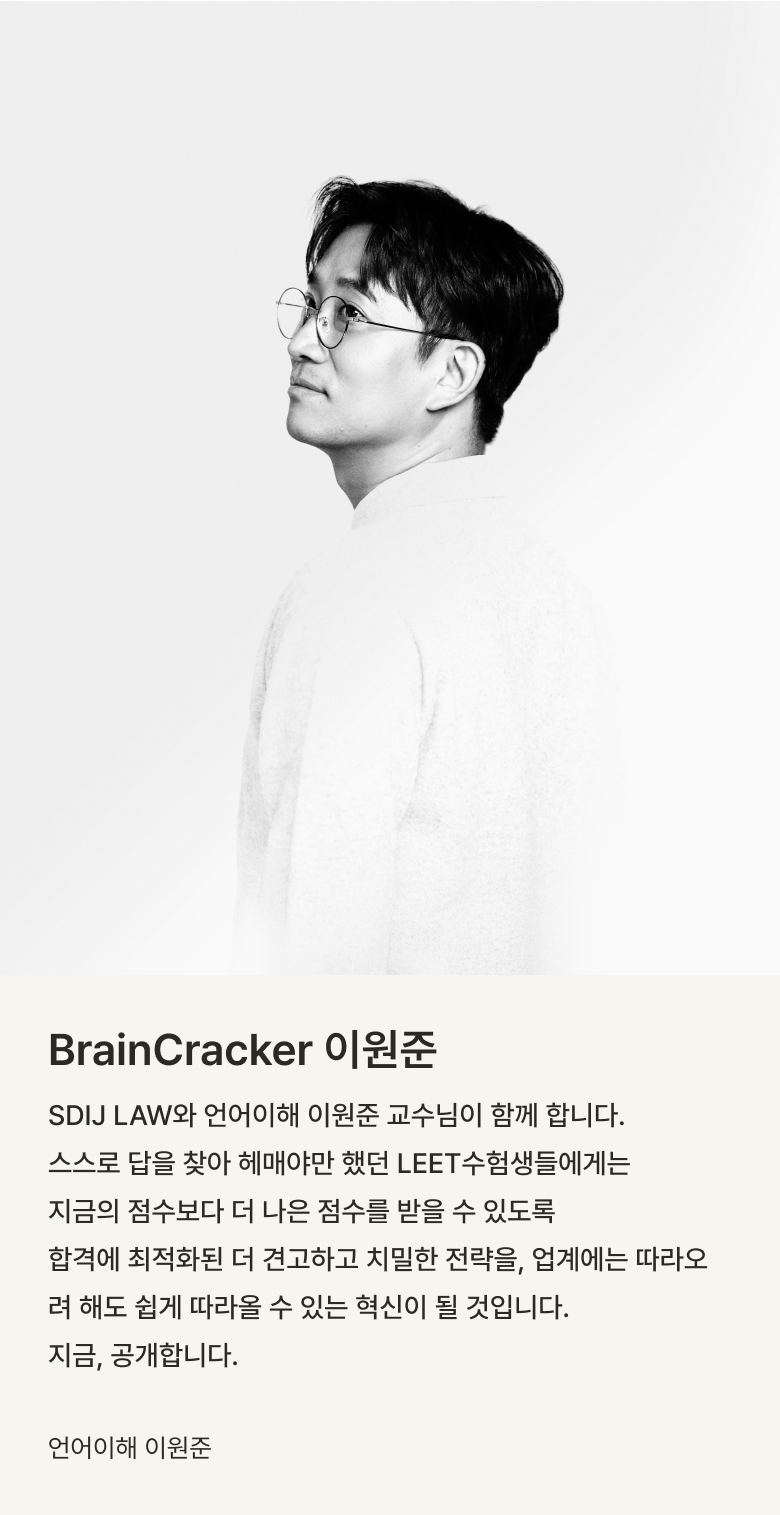 BrainCracker 이원준
SDIJ LAW와 언어이해 이원준 교수님이 함께 합니다.
스스로 답을 찾아 헤매야만 했던 LEET수험생들에게는
지금의 점수보다 더 나은 점수를 받을 수 있도록
합격에 최적화된 더 견고하고 치밀한 전략을, 업계에는 따라오
려 해도 쉽게 따라올 수 있는 혁신이 될 것입니다.
지금, 공개합니다.
언어이해 이원준